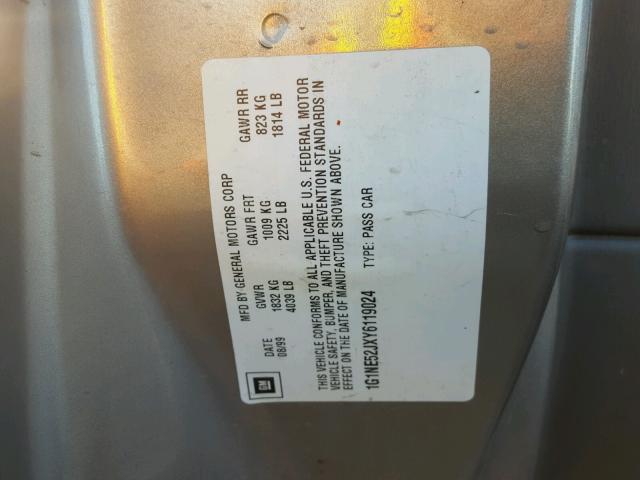 MFD BY GENERAL MOTORS CORP
DATE GVWR GAWR FRT GAWR RR
08/99 1832 KG 1009 KG 823 KG
4039 LB 2225 LB 1814 LB
THIS VEHICLE CONFORMS TO ALL APPLICABLE U.S. FEDERAL MOTOR
VEHICLE SAFETY, BUMPER, AND THEFT PREVENTION STANDARDS IN
EFFECT ON THE DATE OF MANUFACTURE SHOWN ABOVE.
1G1NE52JXY6119024 TYPE: PASS CAR
GM